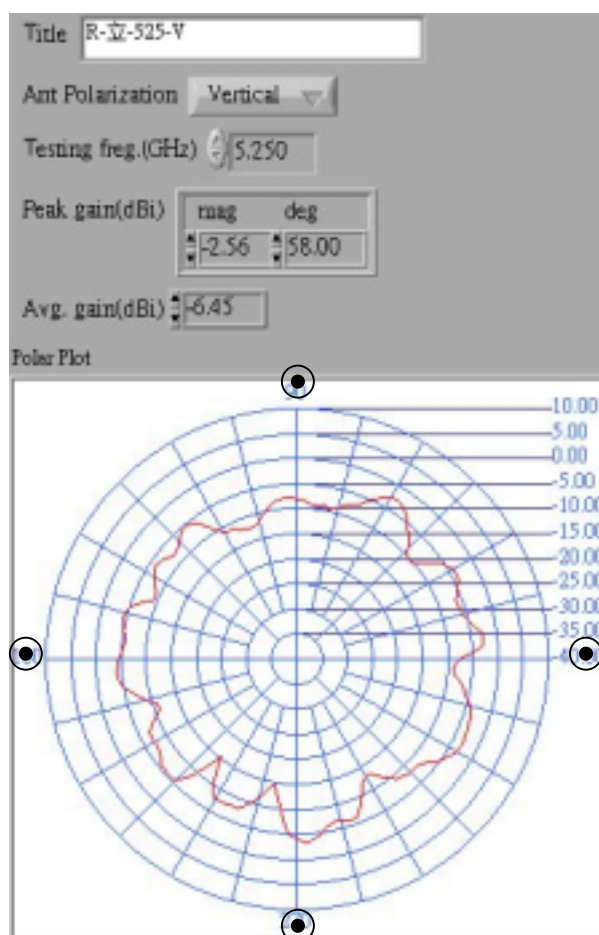 Title R-立-525-V
Ant Polarization Vertical
Testing freg.(GHz) 5.250
Peak gain(dBi) mag deg
-2.56 58.00
Avg. gain(dBi) -6.45
Polar Plot
10.00
5.00
0.00
-5.00
-10.00
-15.00
-20.00
-25.00
-30.00
-35.00